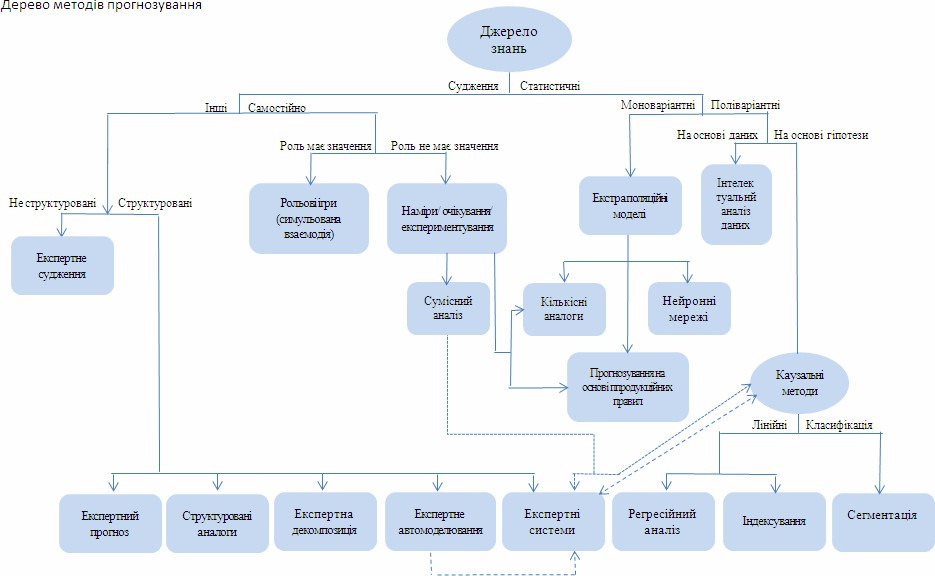 Дерево методів прогнозування
Джерело
знань
Судження Статистичні
Інші Самостійно
Моноваріантні Поліваріантні
Роль має значення Роль не має значення
На основі даних На основі гіпотези
Не структуровані Структуровані
Рольові ігри
(симульована
взаємодія)
Наміри/ очікування/
експериментування
Екстраполяційні
моделі
Інтелек
туальний
аналіз
даних
Експертне
судження
Сумісний
аналіз
Кількісні
аналоги
Нейронні
мережі
Прогнозування на
основі ппродукційних
правил
Каузальні
методи
Лінійні Класифікація
Експертний
прогноз
Структуровані
аналоги
Експертна
декомпозиція
Експертне
автомоделювання
Експертні
системи
Регресійний
аналіз
Індексування
Сегментація